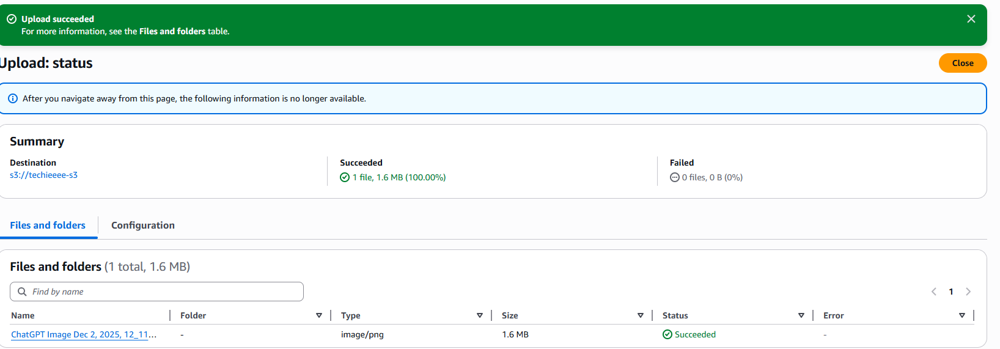 Upload succeeded
For more information, see the Files and folders table.
Upload: status
Close
After you navigate away from this page, the following information is no longer available.
Summary
Destination
s3://techieeee-s3
Succeeded
1 file, 1.6 MB (100.00%)
Failed
0 files, 0 B (0%)
Files and folders
Configuration
Files and folders (1 total, 1.6 MB)
Find by name
1
Name Folder Type Size Status Error
ChatGPT Image Dec 2, 2025, 12_11... - image/png 1.6 MB Succeeded -